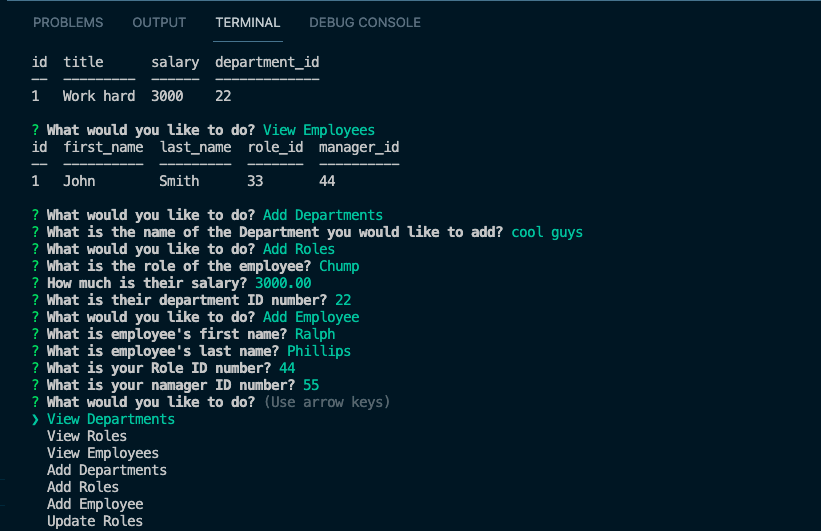 PROBLEMS OUTPUT TERMINAL DEBUG CONSOLE
id title salary department_id
-- --------- ------ -------------
1 Work hard 3000 22
? What would you like to do? View Employees
id first_name last_name role_id manager_id
-- ---------- --------- ------- ----------
1 John Smith 33 44
? What would you like to do? Add Departments
? What is the name of the Department you would like to add? cool guys
? What would you like to do? Add Roles
? What is the role of the employee? Chump
? How much is their salary? 3000.00
? What is their department ID number? 22
? What would you like to do? Add Employee
? What is employee's first name? Ralph
? What is employee's last name? Phillips
? What is your Role ID number? 44
? What is your namager ID number? 55
? What would you like to do? (Use arrow keys)
❯ View Departments
View Roles
View Employees
Add Departments
Add Roles
Add Employee
Update Roles